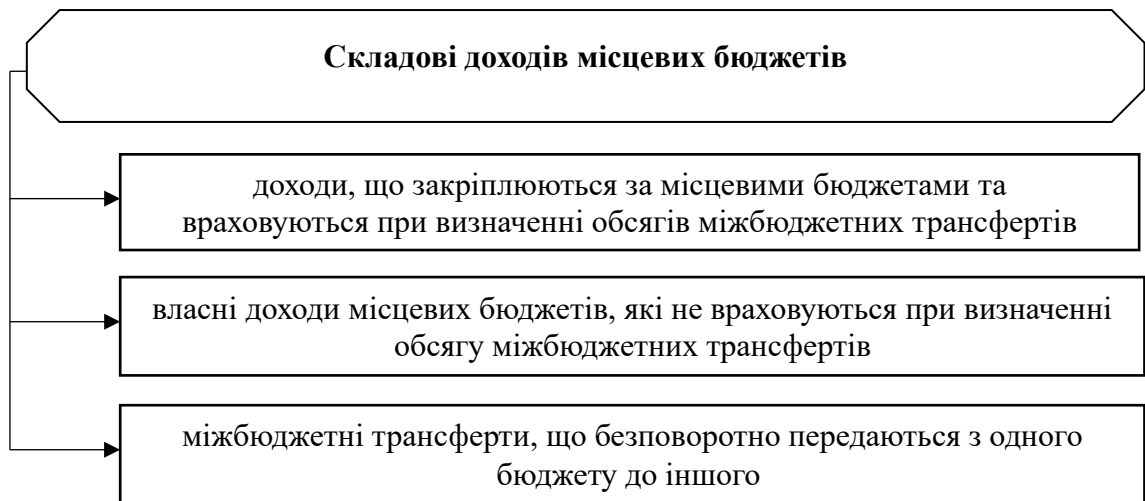 Складові доходів місцевих бюджетів
доходи, що закріплюються за місцевими бюджетами та
враховуються при визначенні обсягів міжбюджетних трансфертів
власні доходи місцевих бюджетів, які не враховуються при визначенні
обсягу міжбюджетних трансфертів
міжбюджетні трансферти, що безповоротно передаються з одного
бюджету до іншого